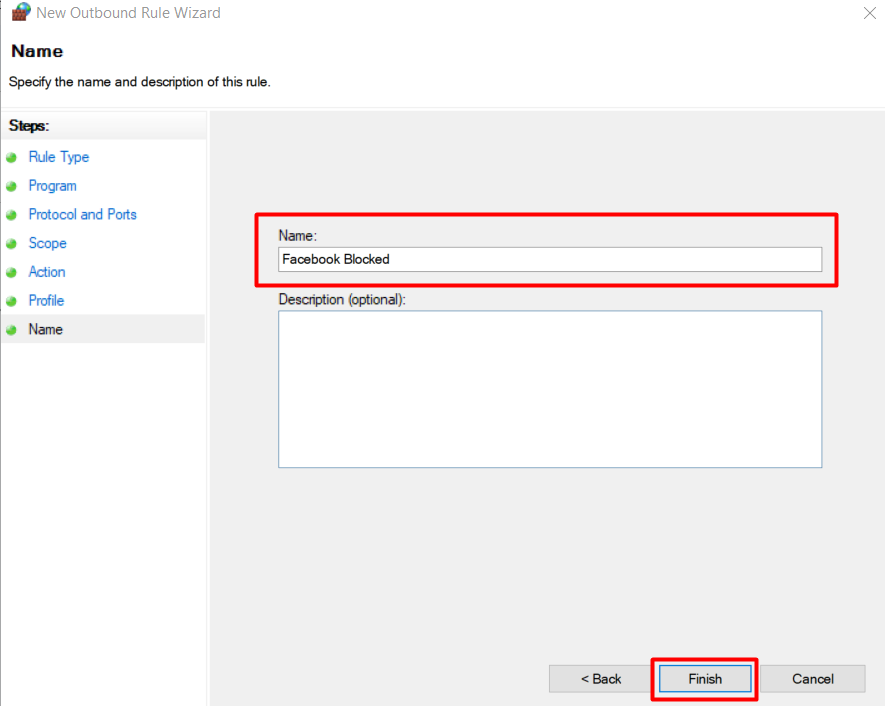 New Outbound Rule Wizard
Name
Specify the name and description of this rule.
Steps:
Rule Type
Program
Protocol and Ports
Scope
Action
Profile
Name
Name:
Facebook Blocked
Description (optional):
< Back
Finish
Cancel